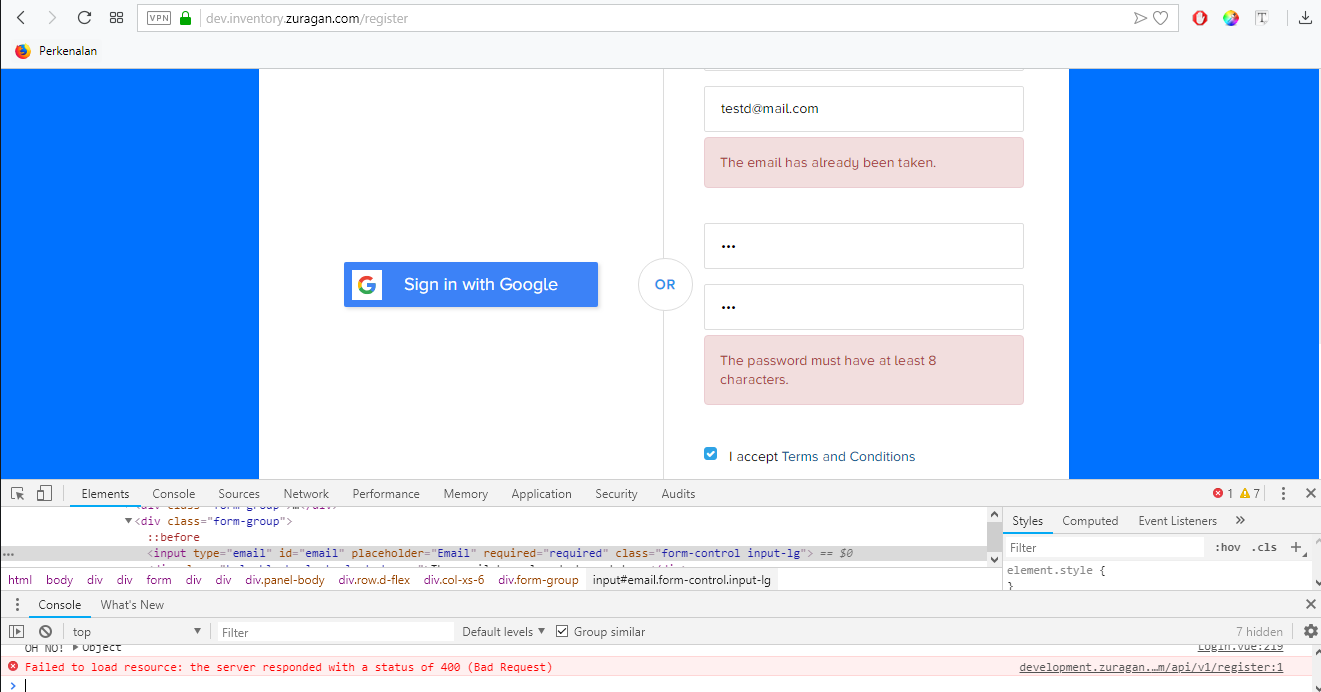 VPN dev.inventory.zuragan.com/register
Perkenalan
testd@mail.com
The email has already been taken.
•••
Sign in with Google
OR
•••
The password must have at least 8
characters.
I accept Terms and Conditions
Elements Console Sources Network Performance Memory Application Security Audits 1 7
<div class="form-group">
::before
<input type="email" id="email" placeholder="Email" required="required" class="form-control input-lg"> == $0
html body div div form div div div.panel-body div.row.d-flex div.col-xs-6 div.form-group input#email.form-control.input-lg
Styles Computed Event Listeners »
Filter :hov .cls +
element.style {
}
Console What's New
top Filter Default levels Group similar 7 hidden
OH NO! Object Login.vue:219
Failed to load resource: the server responded with a status of 400 (Bad Request) development.zuragan.…m/api/v1/register:1